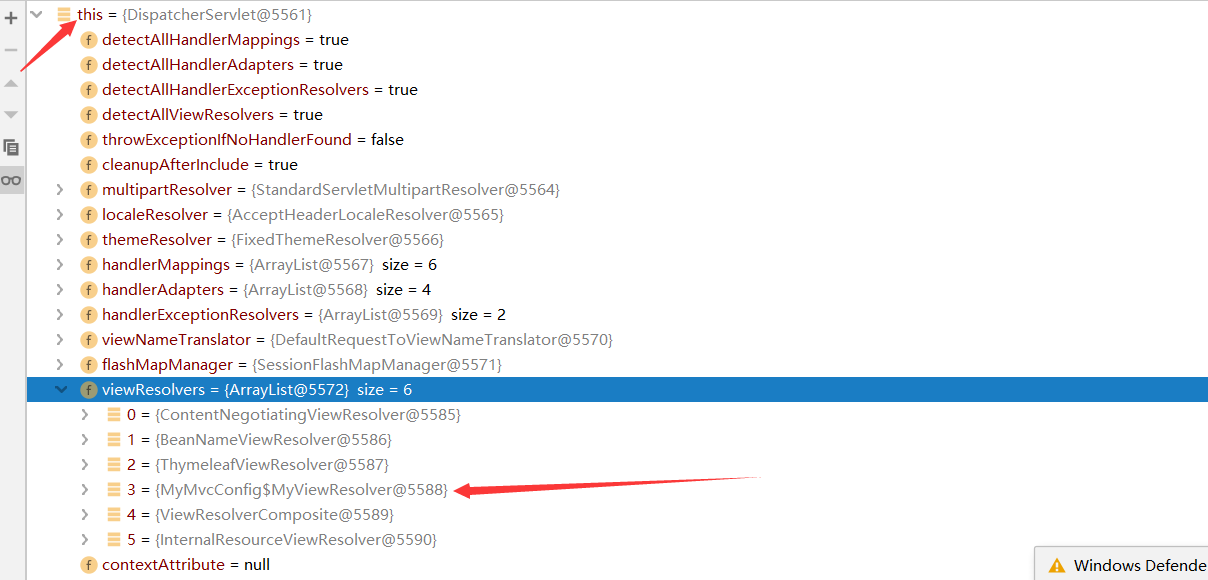 this = {DispatcherServlet@5561}
f detectAllHandlerMappings = true
f detectAllHandlerAdapters = true
f detectAllHandlerExceptionResolvers = true
f detectAllViewResolvers = true
f throwExceptionIfNoHandlerFound = false
f cleanupAfterInclude = true
f multipartResolver = {StandardServletMultipartResolver@5564}
f localeResolver = {AcceptHeaderLocaleResolver@5565}
f themeResolver = {FixedThemeResolver@5566}
f handlerMappings = {ArrayList@5567} size = 6
f handlerAdapters = {ArrayList@5568} size = 4
f handlerExceptionResolvers = {ArrayList@5569} size = 2
f viewNameTranslator = {DefaultRequestToViewNameTranslator@5570}
f flashMapManager = {SessionFlashMapManager@5571}
f viewResolvers = {ArrayList@5572} size = 6
0 = {ContentNegotiatingViewResolver@5585}
1 = {BeanNameViewResolver@5586}
2 = {ThymeleafViewResolver@5587}
3 = {MyMvcConfig$MyViewResolver@5588}
4 = {ViewResolverComposite@5589}
5 = {InternalResourceViewResolver@5590}
f contextAttribute = null
Windows Defende